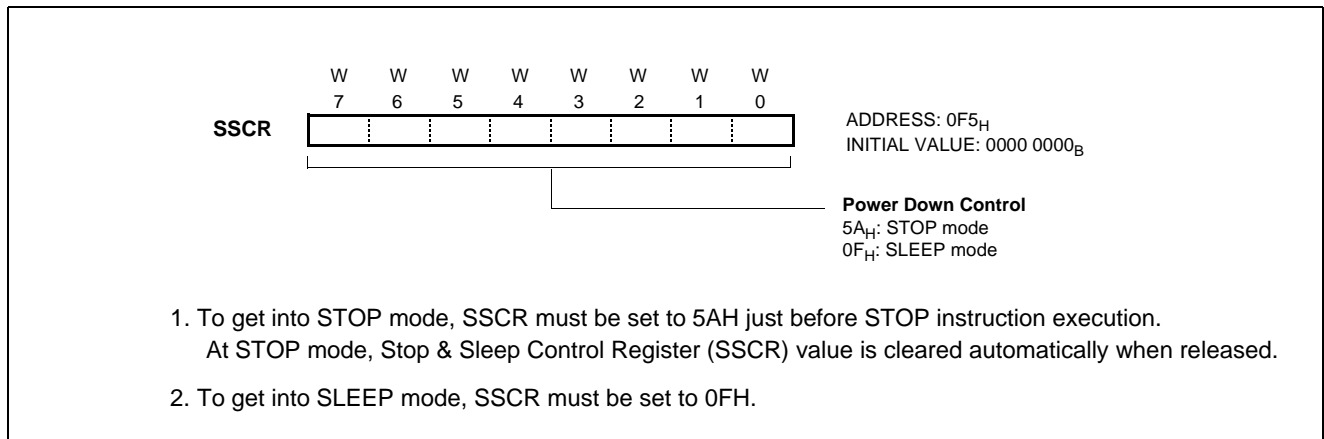 W W W W W W W W
7 6 5 4 3 2 1 0
SSCR
ADDRESS: 0F5H
INITIAL VALUE: 0000 0000B
Power Down Control
5AH: STOP mode
0FH: SLEEP mode
1. To get into STOP mode, SSCR must be set to 5AH just before STOP instruction execution.
At STOP mode, Stop & Sleep Control Register (SSCR) value is cleared automatically when released.
2. To get into SLEEP mode, SSCR must be set to 0FH.